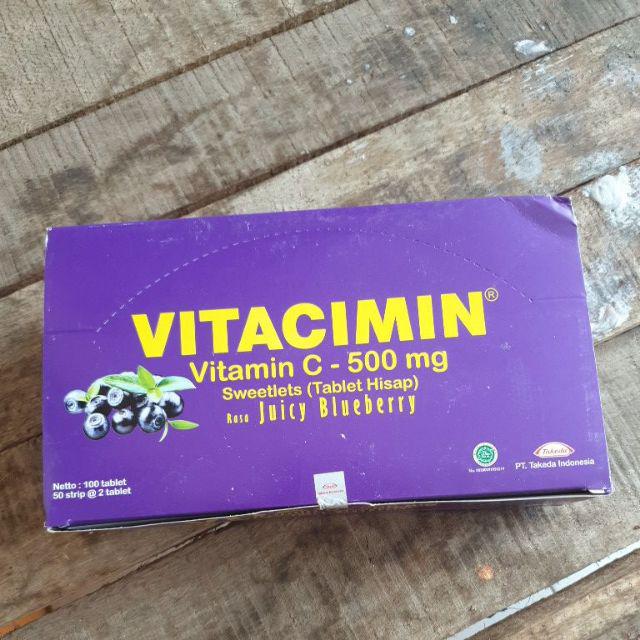 VITACIMIN®
Vitamin C - 500 mg
Sweetlets (Tablet Hisap)
Rasa Juicy Blueberry
Netto : 100 tablet
50 strip @ 2 tablet
Takeda
PT. Takeda Indonesia